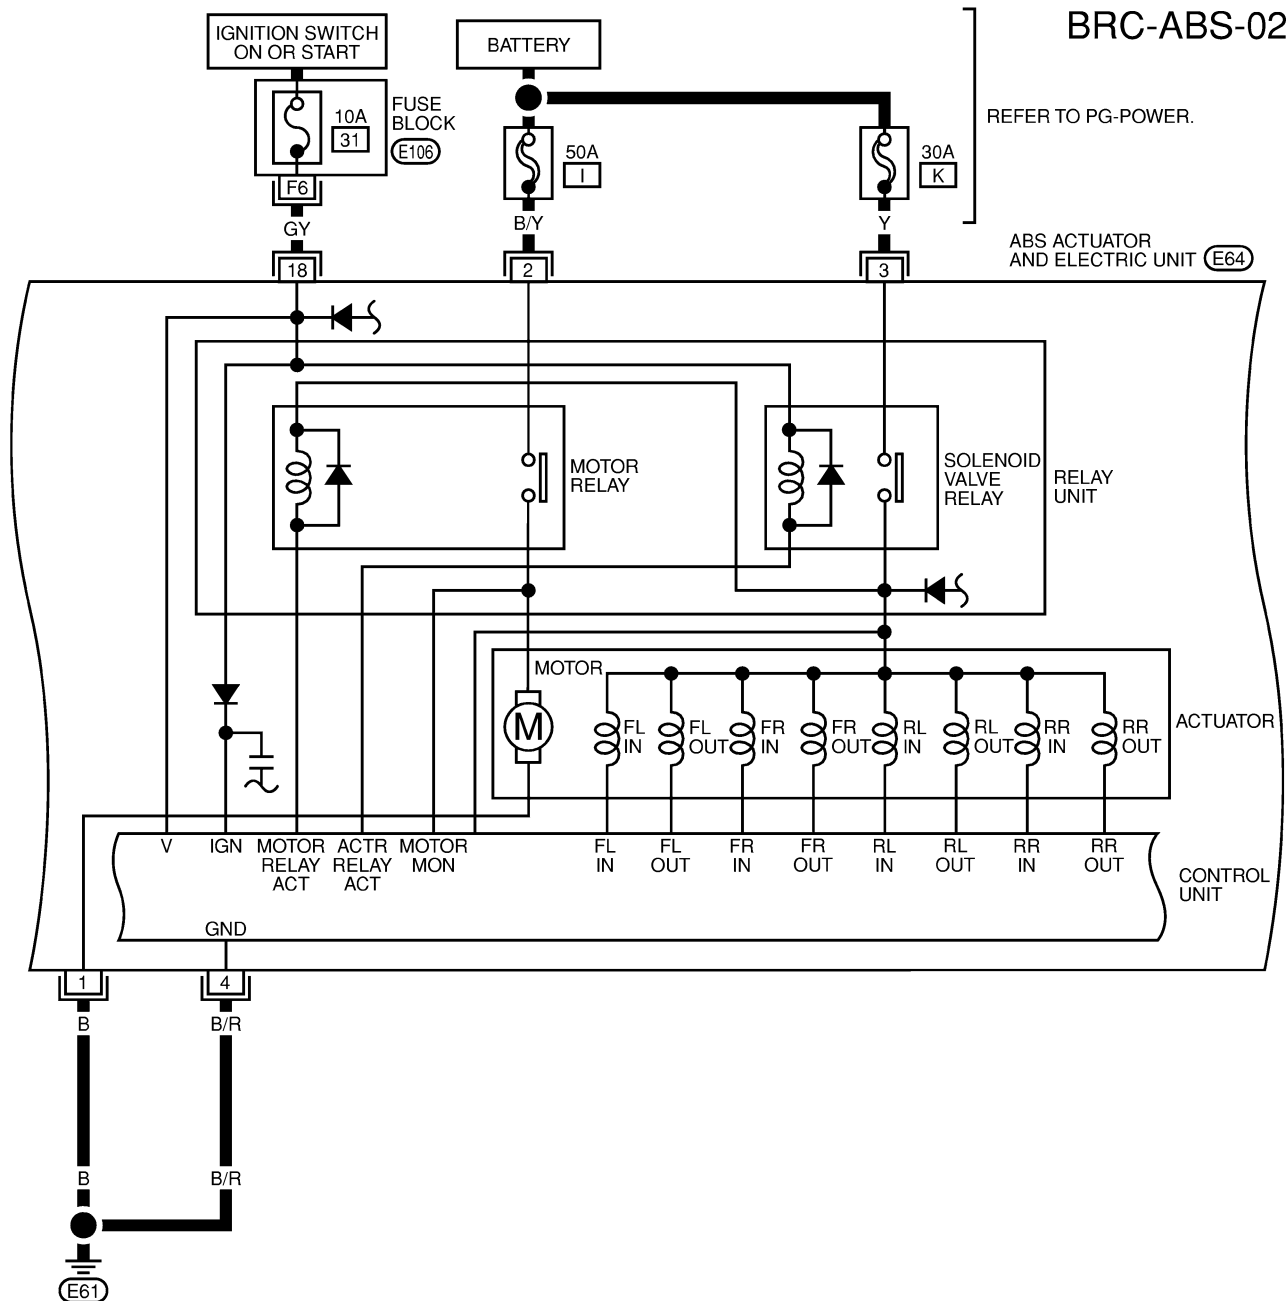 BRC-ABS-02
IGNITION SWITCH
ON OR START
BATTERY
10A
31
FUSE
BLOCK
E106
F6
GY
50A
I
B/Y
30A
K
Y
REFER TO PG-POWER.
ABS ACTUATOR
AND ELECTRIC UNIT
E64
18
2
3
MOTOR
RELAY
SOLENOID
VALVE
RELAY
RELAY
UNIT
MOTOR
M
FL
IN
FL
OUT
FR
IN
FR
OUT
RL
IN
RL
OUT
RR
IN
RR
OUT
ACTUATOR
V
IGN
MOTOR
RELAY
ACT
ACTR
RELAY
ACT
MOTOR
MON
FL
IN
FL
OUT
FR
IN
FR
OUT
RL
IN
RL
OUT
RR
IN
RR
OUT
CONTROL
UNIT
GND
1
4
B
B/R
B
B/R
E61